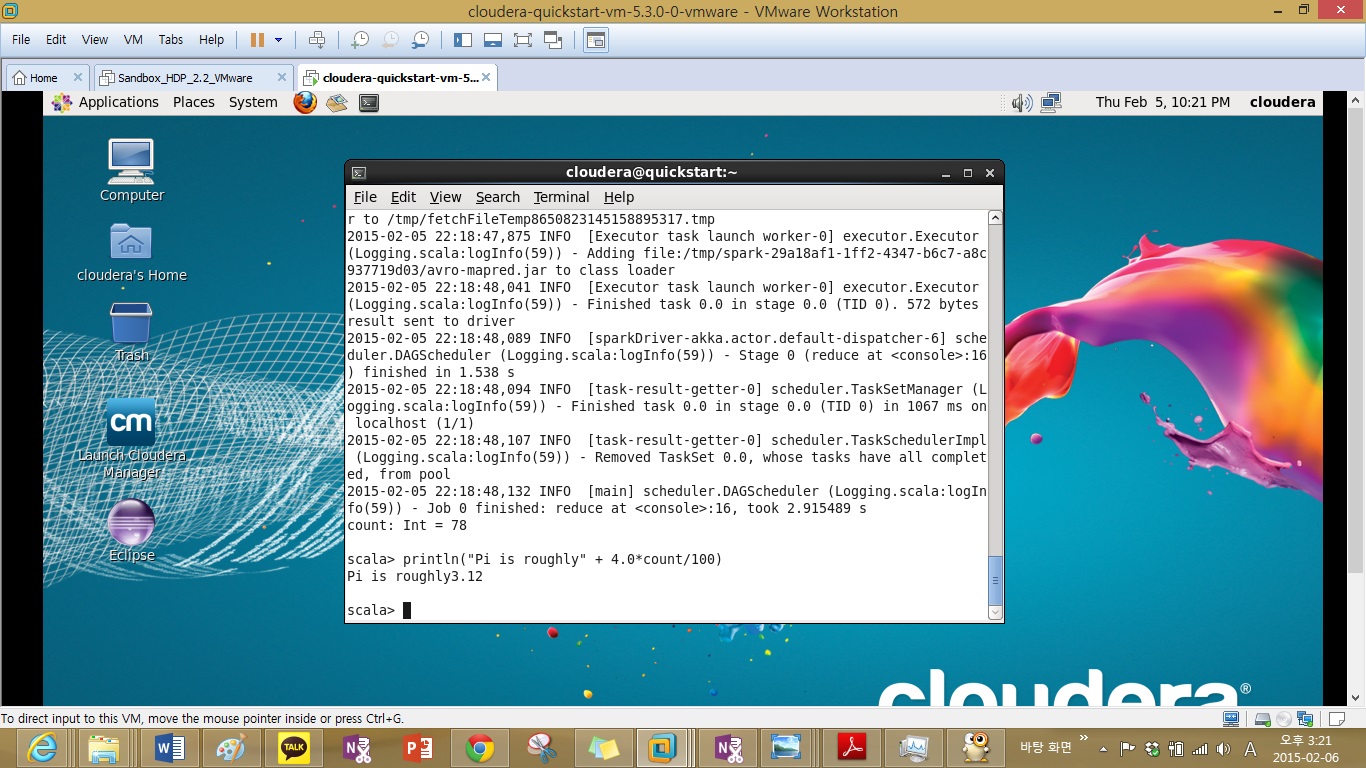 cloudera-quickstart-vm-5.3.0-0-vmware - VMware Workstation
File Edit View VM Tabs Help
Home Sandbox_HDP_2.2_VMware cloudera-quickstart-vm-5...
Applications Places System Thu Feb 5, 10:21 PM cloudera
Computer
cloudera's Home
Trash
cm
Launch Cloudera
Manager
Eclipse
cloudera@quickstart:~
File Edit View Search Terminal Help
r to /tmp/fetchFileTemp8650823145158895317.tmp
2015-02-05 22:18:47,875 INFO  [Executor task launch worker-0] executor.Executor
(Logging.scala:logInfo(59)) - Adding file:/tmp/spark-29a18af1-1ff2-4347-b6c7-a8c
937719d03/avro-mapred.jar to class loader
2015-02-05 22:18:48,041 INFO  [Executor task launch worker-0] executor.Executor
(Logging.scala:logInfo(59)) - Finished task 0.0 in stage 0.0 (TID 0). 572 bytes
result sent to driver
2015-02-05 22:18:48,089 INFO  [sparkDriver-akka.actor.default-dispatcher-6] sche
duler.DAGScheduler (Logging.scala:logInfo(59)) - Stage 0 (reduce at <console>:16
) finished in 1.538 s
2015-02-05 22:18:48,094 INFO  [task-result-getter-0] scheduler.TaskSetManager (L
ogging.scala:logInfo(59)) - Finished task 0.0 in stage 0.0 (TID 0) in 1067 ms on
 localhost (1/1)
2015-02-05 22:18:48,107 INFO  [task-result-getter-0] scheduler.TaskSchedulerImpl
 (Logging.scala:logInfo(59)) - Removed TaskSet 0.0, whose tasks have all complet
ed, from pool
2015-02-05 22:18:48,132 INFO  [main] scheduler.DAGScheduler (Logging.scala:logIn
fo(59)) - Job 0 finished: reduce at <console>:16, took 2.915489 s
count: Int = 78
scala> println("Pi is roughly" + 4.0*count/100)
Pi is roughly3.12
scala>
cloudera®
To direct input to this VM, move the mouse pointer inside or press Ctrl+G.
TALK
바탕 화면 A 오후 3:21
2015-02-06